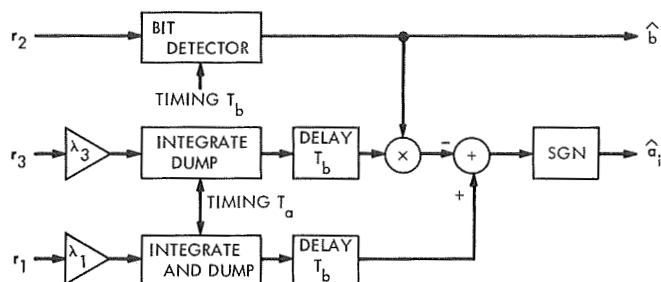 r2 BIT DETECTOR b̂
TIMING Tb
r3 λ3 INTEGRATE DUMP DELAY Tb × − + SGN âi
TIMING Ta +
r1 λ1 INTEGRATE AND DUMP DELAY Tb